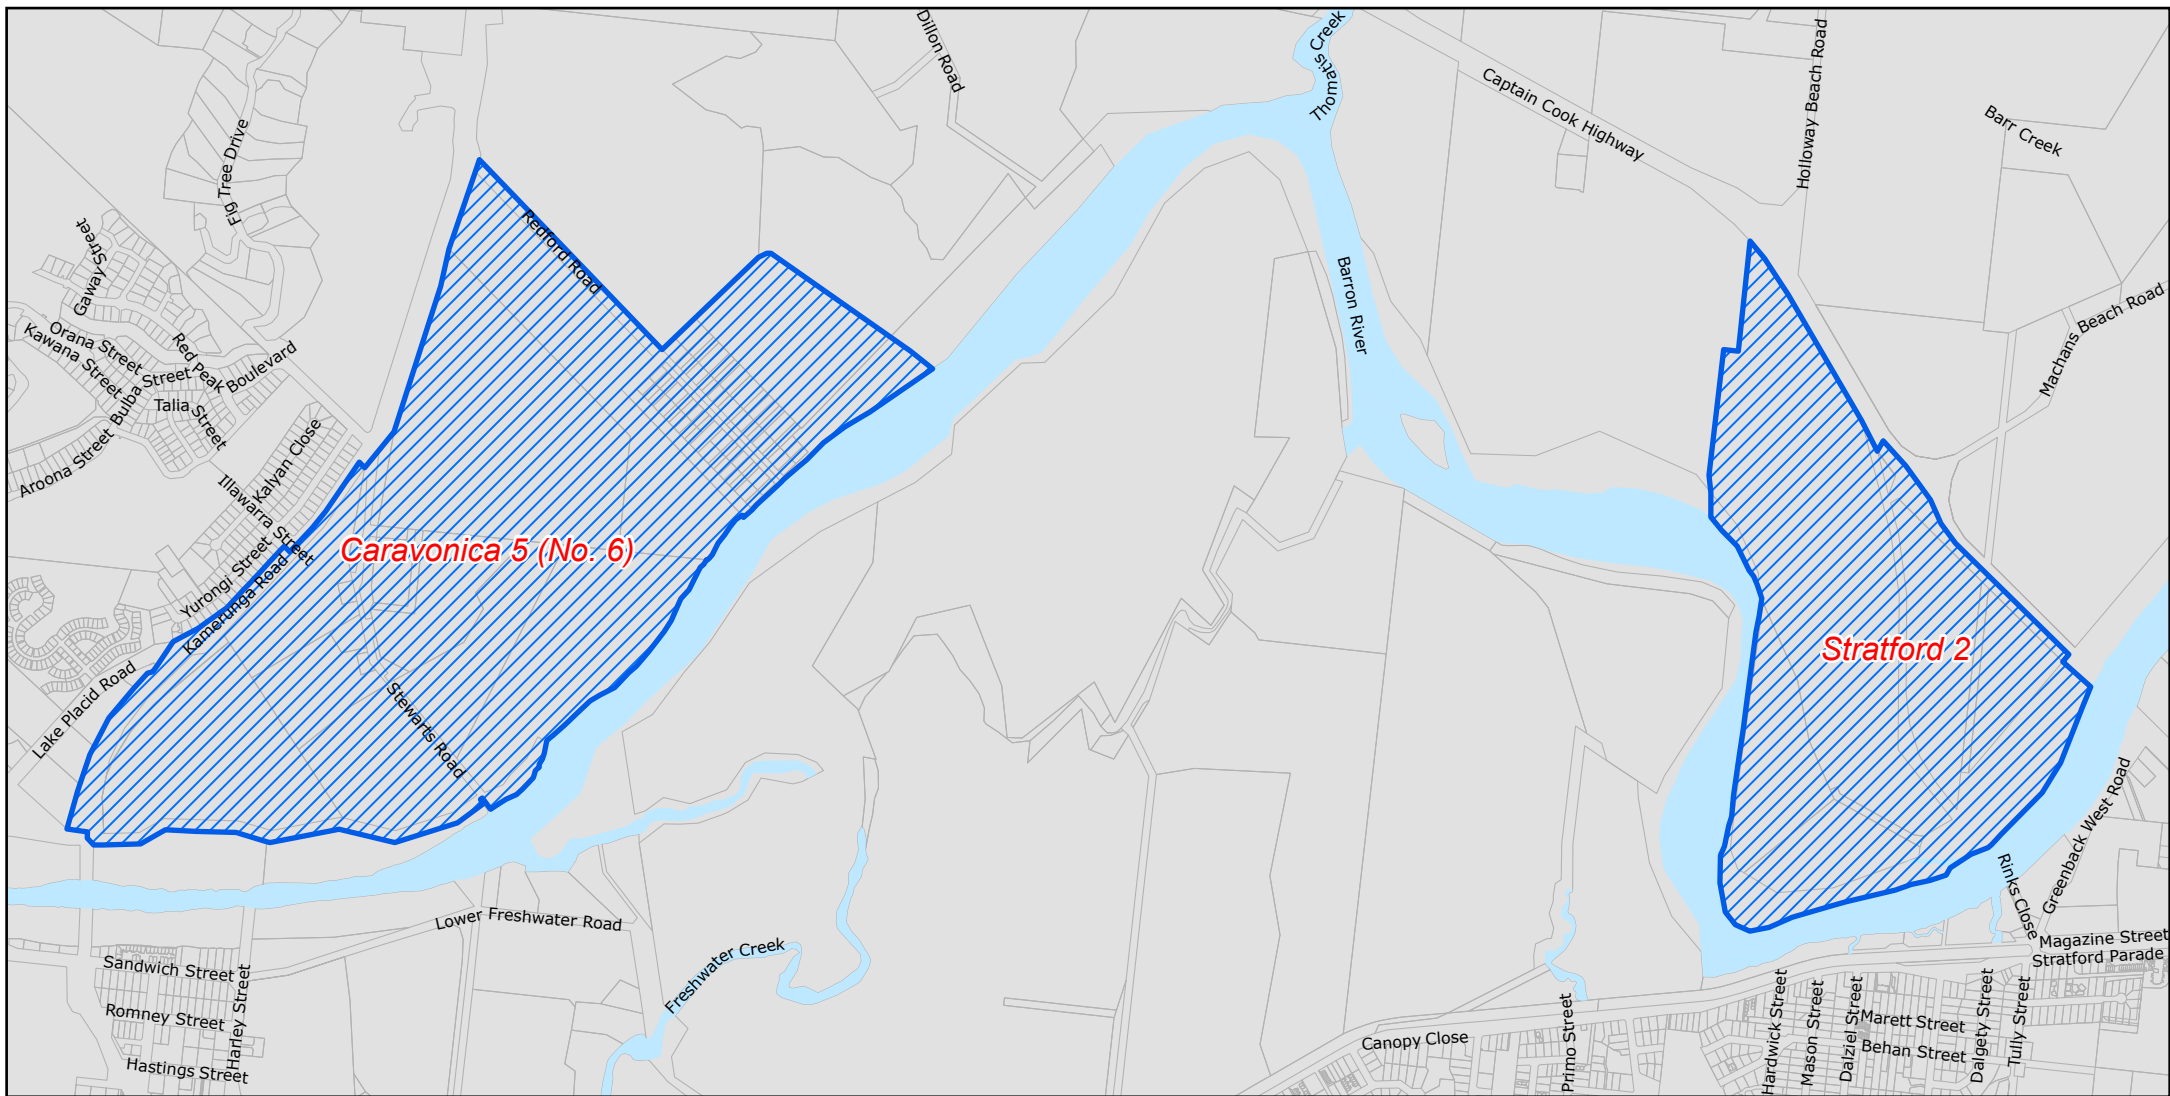 Dillon Road
Thomatis Creek
Captain Cook Highway
Holloway Beach Road
Barr Creek
Fig Tree Drive
Redford Road
Gaway Street
Barron River
Machans Beach Road
Orana Street
Kawana Street
Red Peak Boulevard
Bulba Street
Talia Street
Aroona Street
Kalyan Close
Illawarra Street
Caravonica 5 (No. 6)
Yurongi Street
Kamerunga Road
Stratford 2
Lake Placid Road
Stewarts Road
Greenback West Road
Rinks Close
Lower Freshwater Road
Freshwater Creek
Magazine Street
Stratford Parade
Sandwich Street
Romney Street
Harley Street
Hastings Street
Canopy Close
Primo Street
Hardwick Street
Mason Street
Dalziel Street
Marett Street
Behan Street
Dalgety Street
Tully Street